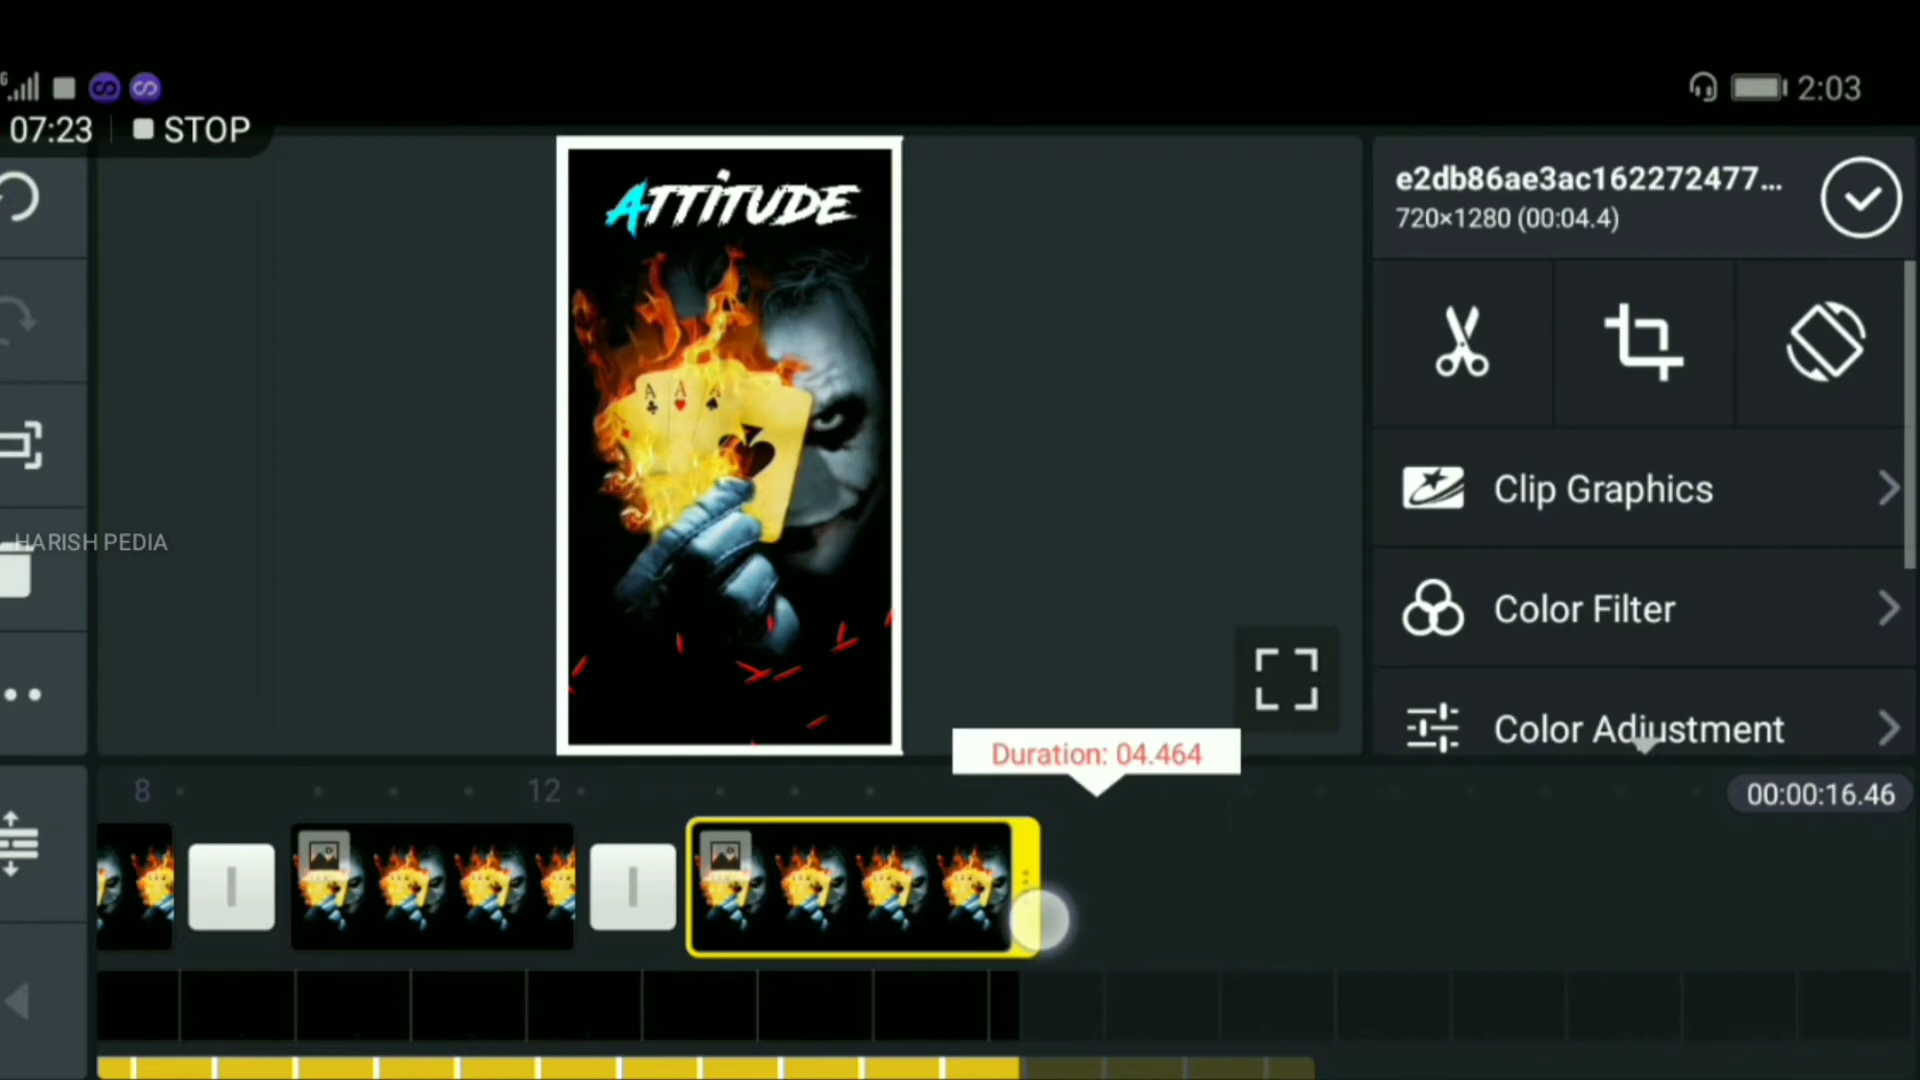 2:03
07:23 STOP
ATTITUDE
e2db86ae3ac162272477...
720×1280 (00:04.4)
Clip Graphics
HARISH PEDIA
Color Filter
Color Adjustment
Duration: 04.464
8
12
00:00:16.46
A A A